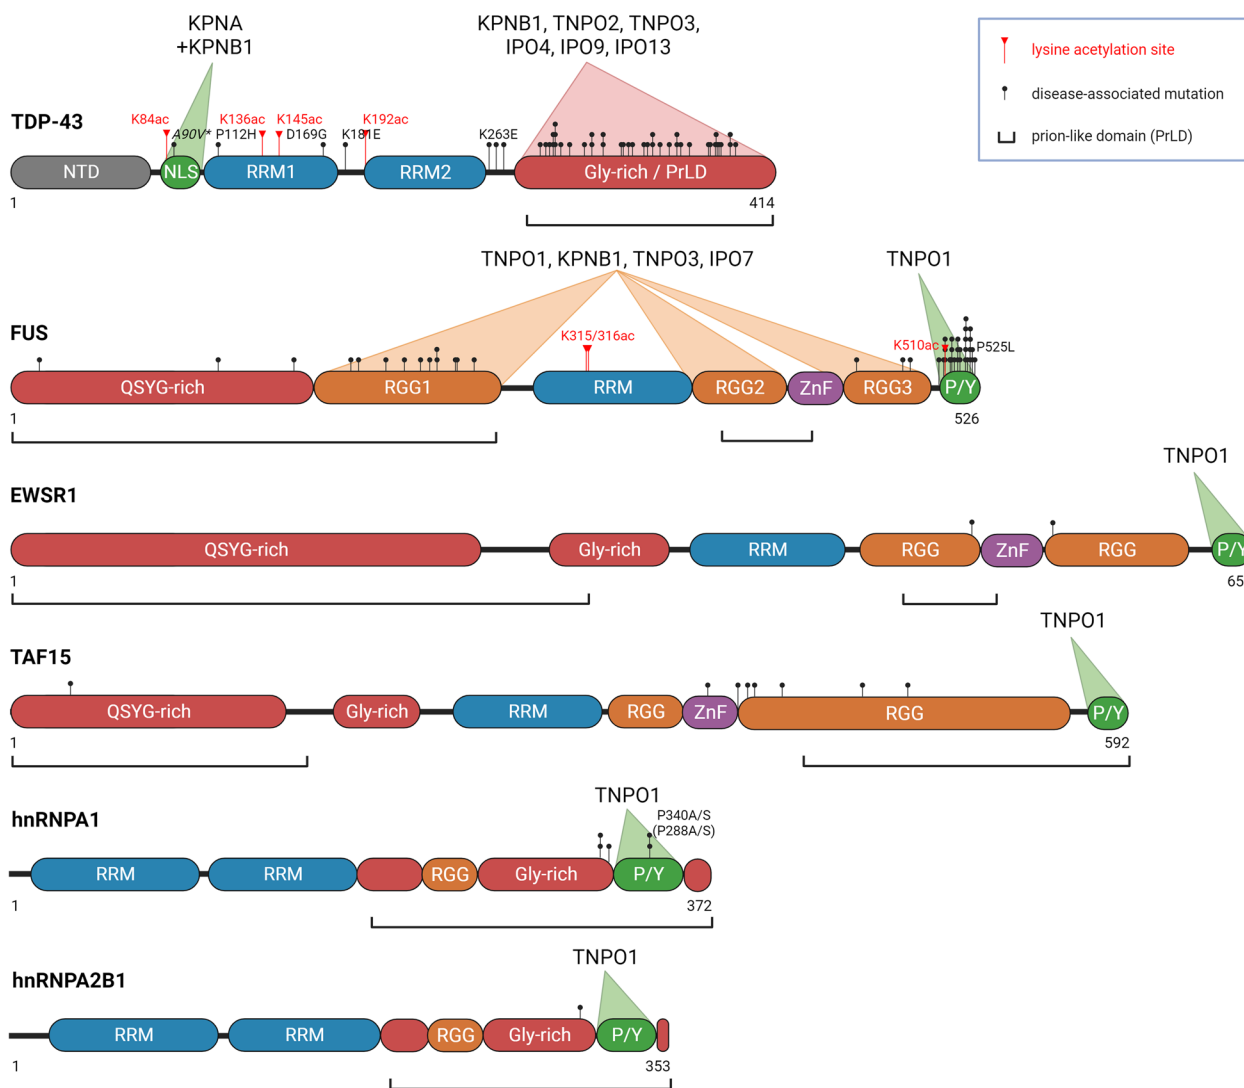 KPNA
+KPNB1
KPNB1, TNPO2, TNPO3,
IPO4, IPO9, IPO13
lysine acetylation site
disease-associated mutation
prion-like domain (PrLD)
TDP-43
K84ac
K136ac
K145ac
K192ac
A90V*
P112H
D169G
K181E
K263E
NTD
NLS
RRM1
RRM2
Gly-rich / PrLD
1
414
TNPO1, KPNB1, TNPO3, IPO7
TNPO1
FUS
K315/316ac
K510ac
P525L
QSYG-rich
RGG1
RRM
RGG2
ZnF
RGG3
P/Y
1
526
TNPO1
EWSR1
QSYG-rich
Gly-rich
RRM
RGG
ZnF
RGG
P/Y
1
65
TNPO1
TAF15
QSYG-rich
Gly-rich
RRM
RGG
ZnF
RGG
P/Y
1
592
TNPO1
hnRNPA1
P340A/S
(P288A/S)
RRM
RRM
RGG
Gly-rich
P/Y
1
372
TNPO1
hnRNPA2B1
RRM
RRM
RGG
Gly-rich
P/Y
1
353